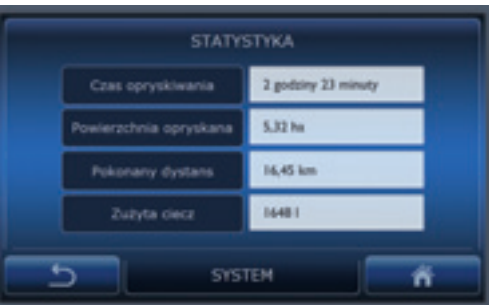 STATYSTYKA
Czas opryskiwania 2 godziny 23 minuty
Powierzchnia opryskana 5,32 ha
Pokonany dystans 16,45 km
Zużyta ciecz 1648 l
SYSTEM